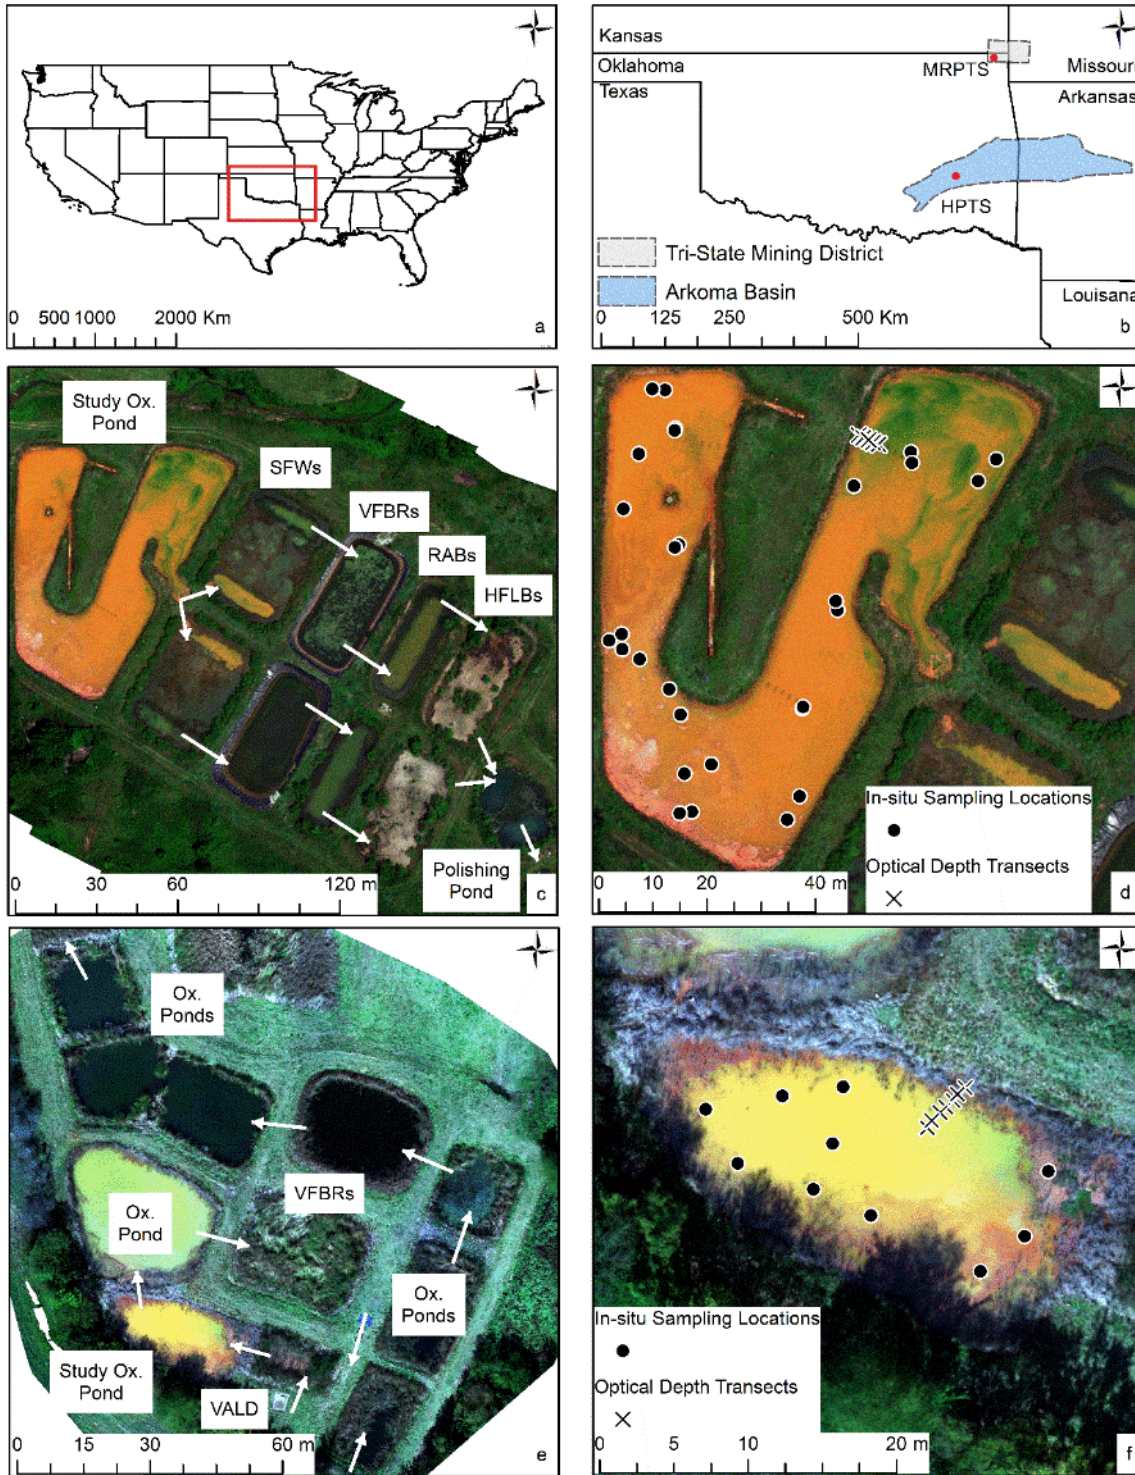 0 500 1000 2000 Km
a
Kansas
Oklahoma
Texas
MRPTS
Missouri
Arkansas
HPTS
Tri-State Mining District
Arkoma Basin
Louisana
0 125 250 500 Km
b
Study Ox.
Pond
SFWs
VFBRs
RABs
HFLBs
Polishing
Pond
0 30 60 120 m
c
In-situ Sampling Locations
Optical Depth Transects
0 10 20 40 m
d
Ox.
Ponds
VFBRs
Ox.
Pond
Ox.
Ponds
Study Ox.
Pond
VALD
0 15 30 60 m
e
In-situ Sampling Locations
Optical Depth Transects
0 5 10 20 m
f